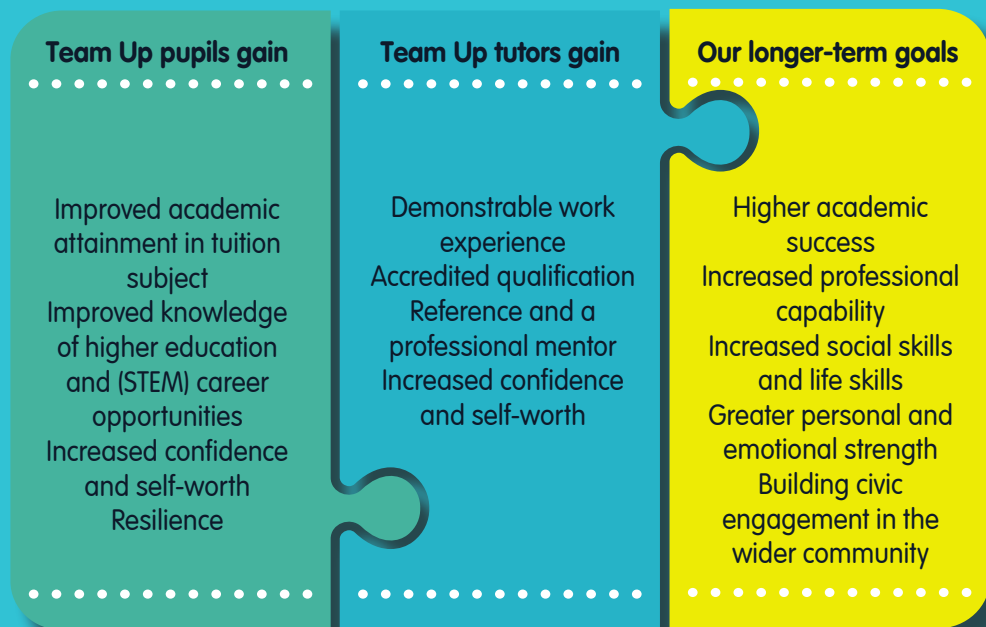 Team Up pupils gain
Improved academic
attainment in tuition
subject
Improved knowledge
of higher education
and (STEM) career
opportunities
Increased confidence
and self-worth
Resilience
Team Up tutors gain
Demonstrable work
experience
Accredited qualification
Reference and a
professional mentor
Increased confidence
and self-worth
Our longer-term goals
Higher academic
success
Increased professional
capability
Increased social skills
and life skills
Greater personal and
emotional strength
Building civic
engagement in the
wider community